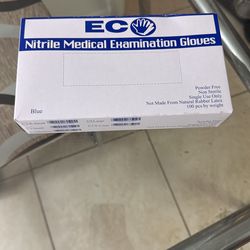 ECO
Nitrile Medical Examination Gloves
Powder Free
Non Sterile
Single Use Only
Not Made From Natural Rubber Latex
100 pcs by weight
Blue